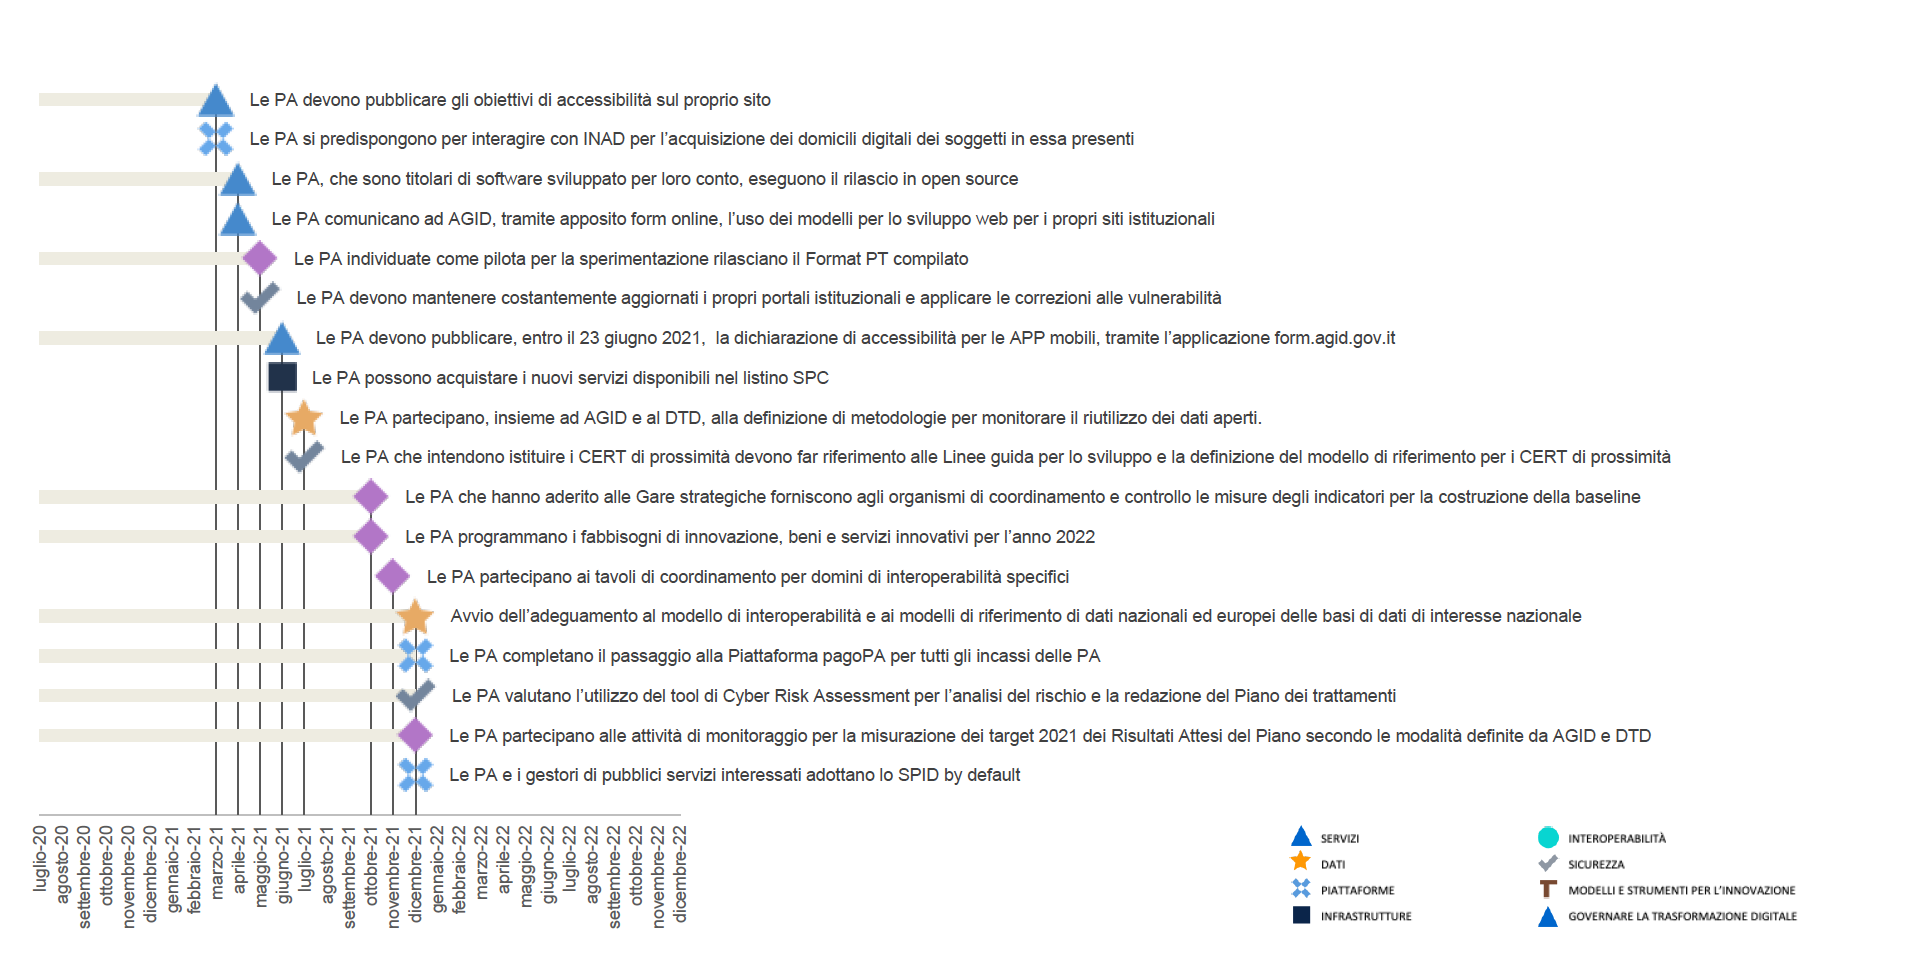 Le PA devono pubblicare gli obiettivi di accessibilità sul proprio sito
Le PA si predispongono per interagire con INAD per l'acquisizione dei domicili digitali dei soggetti in essa presenti
Le PA, che sono titolari di software sviluppato per loro conto, eseguono il rilascio in open source
Le PA comunicano ad AGID, tramite apposito form online, l'uso dei modelli per lo sviluppo web per i propri siti istituzionali
Le PA individuate come pilota per la sperimentazione rilasciano il Format PT compilato
Le PA devono mantenere costantemente aggiornati i propri portali istituzionali e applicare le correzioni alle vulnerabilità
Le PA devono pubblicare, entro il 23 giugno 2021, la dichiarazione di accessibilità per le APP mobili, tramite l'applicazione form.agid.gov.it
Le PA possono acquistare i nuovi servizi disponibili nel listino SPC
Le PA partecipano, insieme ad AGID e al DTD, alla definizione di metodologie per monitorare il riutilizzo dei dati aperti.
Le PA che intendono istituire i CERT di prossimità devono far riferimento alle Linee guida per lo sviluppo e la definizione del modello di riferimento per i CERT di prossimità
Le PA che hanno aderito alle Gare strategiche forniscono agli organismi di coordinamento e controllo le misure degli indicatori per la costruzione della baseline
Le PA programmano i fabbisogni di innovazione, beni e servizi innovativi per l'anno 2022
Le PA partecipano ai tavoli di coordinamento per domini di interoperabilità specifici
Avvio dell'adeguamento al modello di interoperabilità e ai modelli di riferimento di dati nazionali ed europei delle basi di dati di interesse nazionale
Le PA completano il passaggio alla Piattaforma pagoPA per tutti gli incassi delle PA
Le PA valutano l'utilizzo del tool di Cyber Risk Assessment per l'analisi del rischio e la redazione del Piano dei trattamenti
Le PA partecipano alle attività di monitoraggio per la misurazione dei target 2021 dei Risultati Attesi del Piano secondo le modalità definite da AGID e DTD
Le PA e i gestori di pubblici servizi interessati adottano lo SPID by default
luglio-20
agosto-20
settembre-20
ottobre-20
novembre-20
dicembre-20
gennaio-21
febbraio-21
marzo-21
aprile-21
maggio-21
giugno-21
luglio-21
agosto-21
settembre-21
ottobre-21
novembre-21
dicembre-21
gennaio-22
febbraio-22
marzo-22
aprile-22
maggio-22
giugno-22
luglio-22
agosto-22
settembre-22
ottobre-22
novembre-22
dicembre-22
SERVIZI
DATI
PIATTAFORME
INFRASTRUTTURE
INTEROPERABILITÀ
SICUREZZA
MODELLI E STRUMENTI PER L'INNOVAZIONE
GOVERNARE LA TRASFORMAZIONE DIGITALE